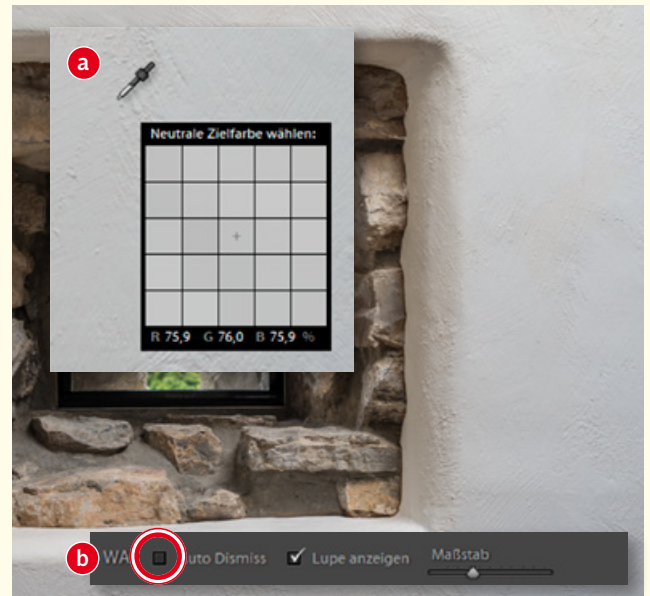 a
Neutrale Zielfarbe wählen:
R 75,9 G 76,0 B 75,9 %
b WA uto Dismiss Lupe anzeigen Maßstab